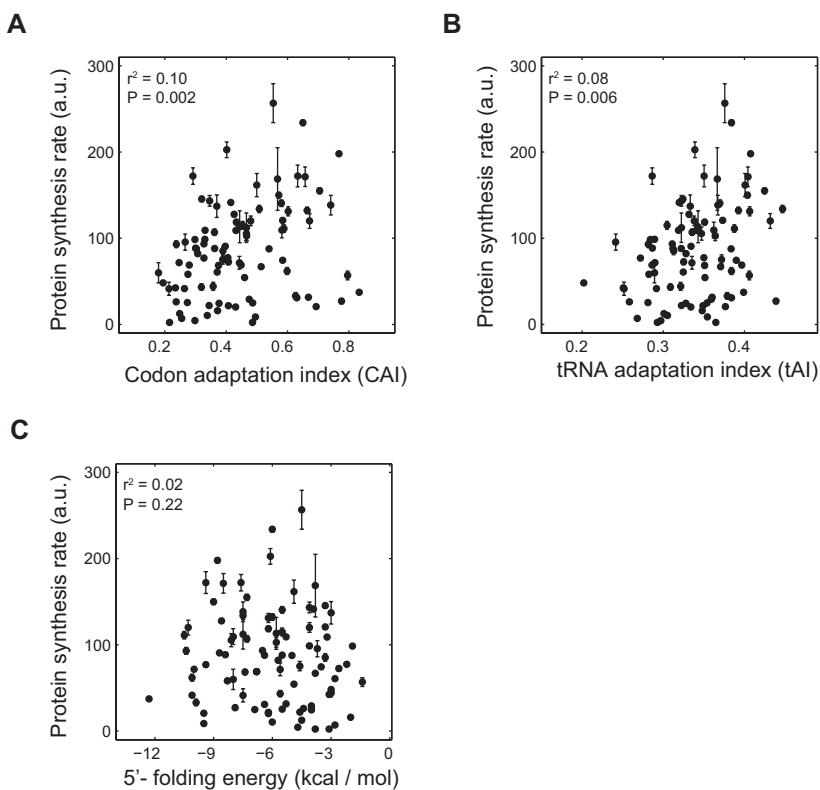 A
B
300
200
100
0
Protein synthesis rate (a.u.)
r² = 0.10
P = 0.002
0.2 0.4 0.6 0.8
Codon adaptation index (CAI)
300
200
100
0
Protein synthesis rate (a.u.)
r² = 0.08
P = 0.006
0.2 0.3 0.4
tRNA adaptation index (tAI)
C
300
200
100
0
Protein synthesis rate (a.u.)
r² = 0.02
P = 0.22
−12 −9 −6 −3 0
5’- folding energy (kcal / mol)